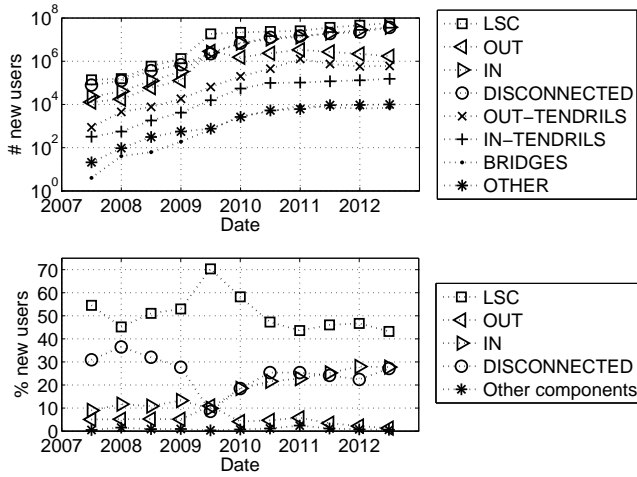 10^8
10^6
10^4
10^2
10^0
# new users
2007 2008 2009 2010 2011 2012
Date
LSC
OUT
IN
DISCONNECTED
OUT−TENDRILS
IN−TENDRILS
BRIDGES
OTHER
70
60
50
40
30
20
10
0
% new users
2007 2008 2009 2010 2011 2012
Date
LSC
OUT
IN
DISCONNECTED
Other components